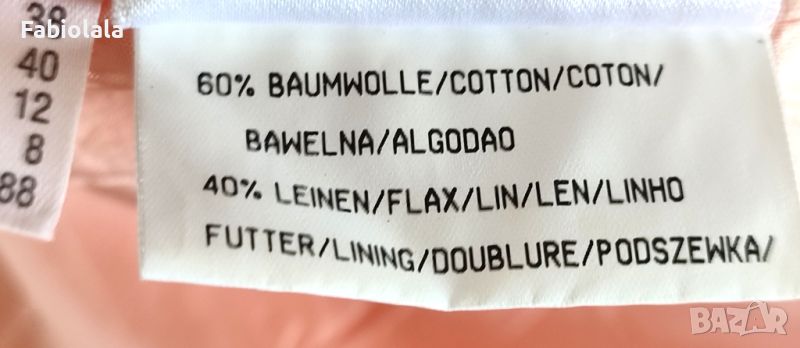 Fabiolala
38
40
12
8
88
60% BAUMWOLLE/COTTON/COTON/
BAWELNA/ALGODAO
40% LEINEN/FLAX/LIN/LEN/LINHO
FUTTER/LINING/DOUBLURE/PODSZEWKA/
BAZAR